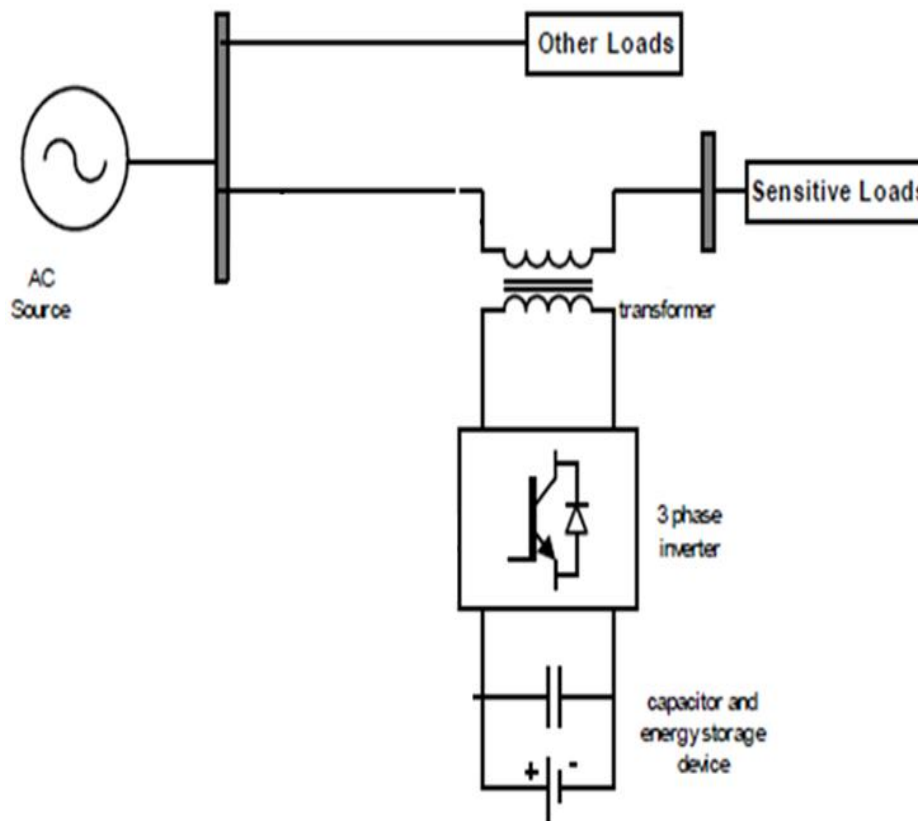 Other Loads
Sensitive Loads
AC
Source
transformer
3 phase
inverter
capacitor and
energy storage
device
+ -